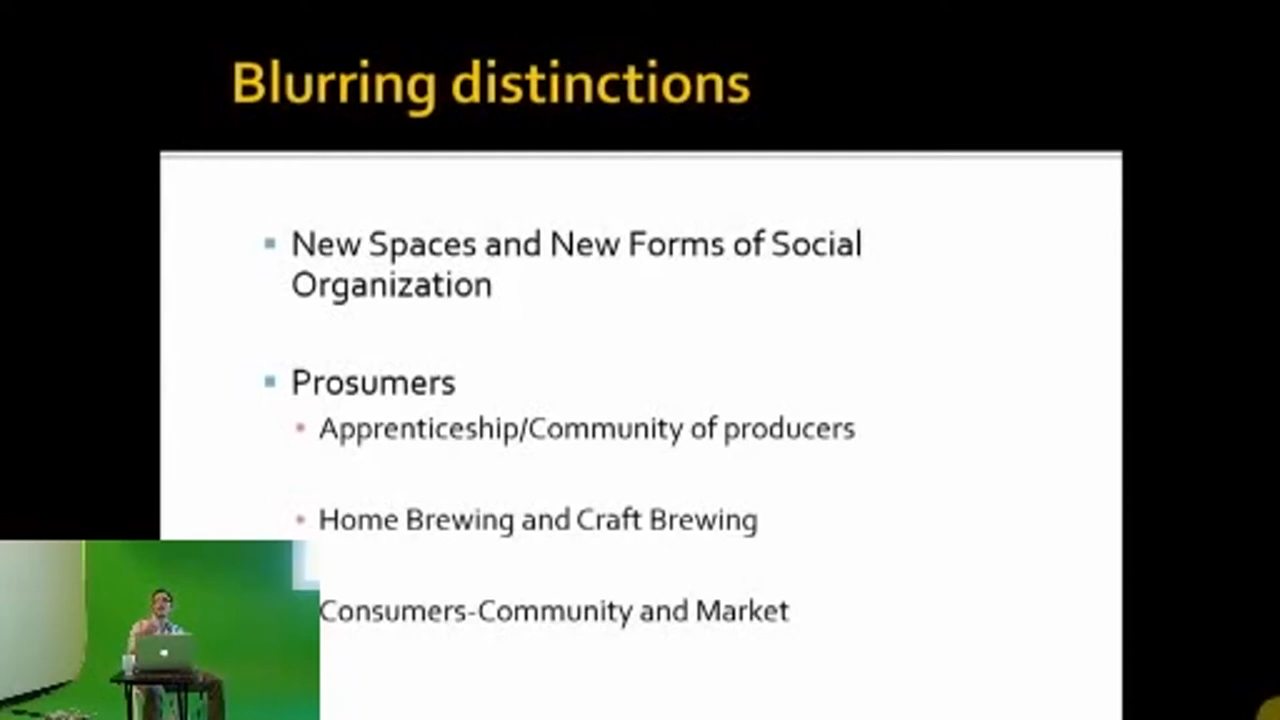 Blurring distinctions
New Spaces and New Forms of Social
Organization
Prosumers
Apprenticeship/Community of producers
Home Brewing and Craft Brewing
Consumers-Community and Market